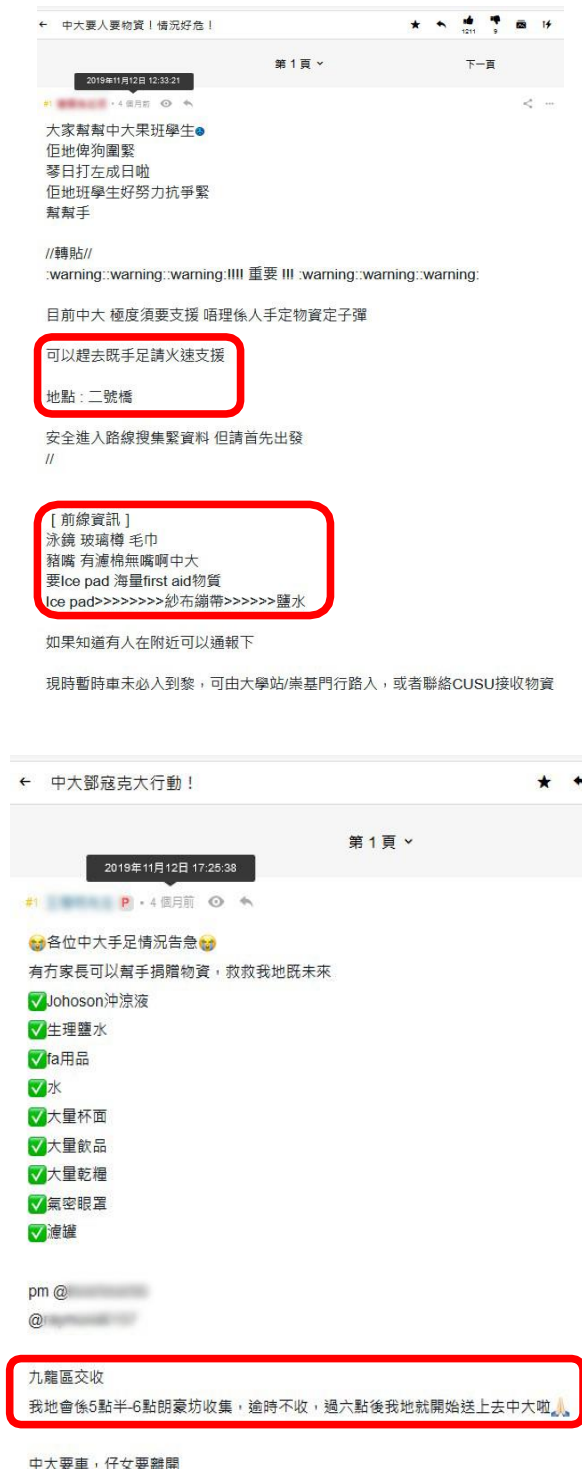 中大要人要物資！情況好危！
1211 9
第 1 頁
下一頁
2019年11月12日 12:33:21
#1 • 4 個月前
大家幫幫中大果班學生
佢地俾狗圍緊
琴日打左成日啦
佢地班學生好努力抗爭緊
幫幫手
//轉貼//
:warning::warning::warning:!!!! 重要 !!! :warning::warning::warning:
目前中大 極度須要支援 唔理係人手定物資定子彈
可以趕去既手足請火速支援
地點 : 二號橋
安全進入路線搜集緊資料 但請首先出發
//
[ 前線資訊 ]
泳鏡 玻璃樽 毛巾
豬嘴 有濾棉無嘴啊中大
要Ice pad 海量first aid物質
Ice pad>>>>>>>>紗布繃帶>>>>>>鹽水
如果知道有人在附近可以通報下
現時暫時車未必入到黎，可由大學站/崇基門行路入，或者聯絡CUSU接收物資
中大鄧寇克大行動！
第 1 頁
2019年11月12日 17:25:38
#1 P • 4 個月前
😭各位中大手足情況告急😭
有冇家長可以幫手捐贈物資，救救我地既未來
✅Johoson沖涼液
✅生理鹽水
✅fa用品
✅水
✅大量杯面
✅大量飲品
✅大量乾糧
✅氣密眼罩
✅濾罐
pm @
@
九龍區交收
我地會係5點半-6點朗豪坊收集，逾時不收，過六點後我地就開始送上去中大啦🙏🏻
中大要車，仔女要離開